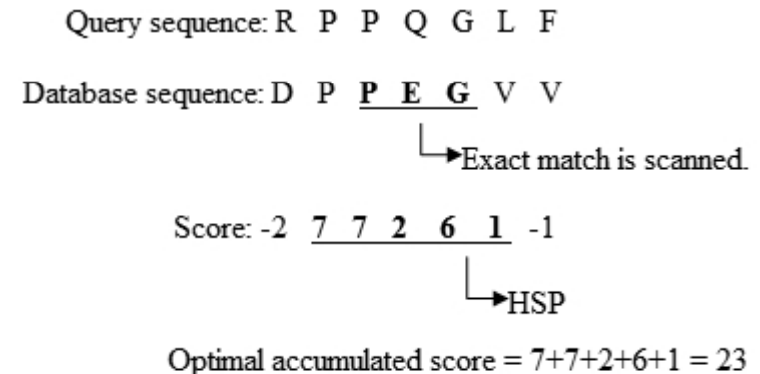 Query sequence: R P P Q G L F
Database sequence: D P P E G V V
Exact match is scanned.
Score: -2 7 7 2 6 1 -1
HSP
Optimal accumulated score = 7+7+2+6+1 = 23